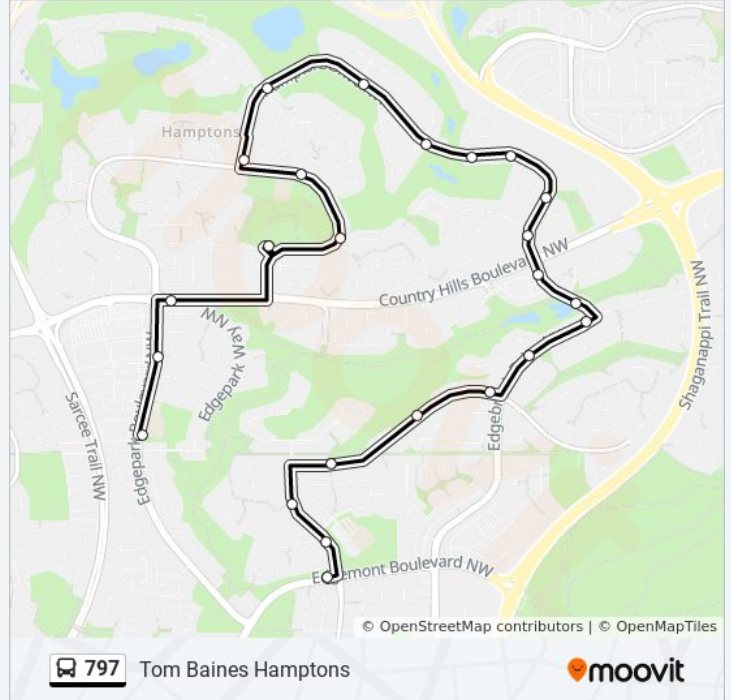 Hamptons
Country Hills Boulevard NW
Shaganappi Trail NW
Edgepark Way NW
Sarcee Trail NW
Edgepark Boulevard NW
Edgemont Boulevard NW
© OpenStreetMap contributors | © OpenMapTiles
797 Tom Baines Hamptons
moovit